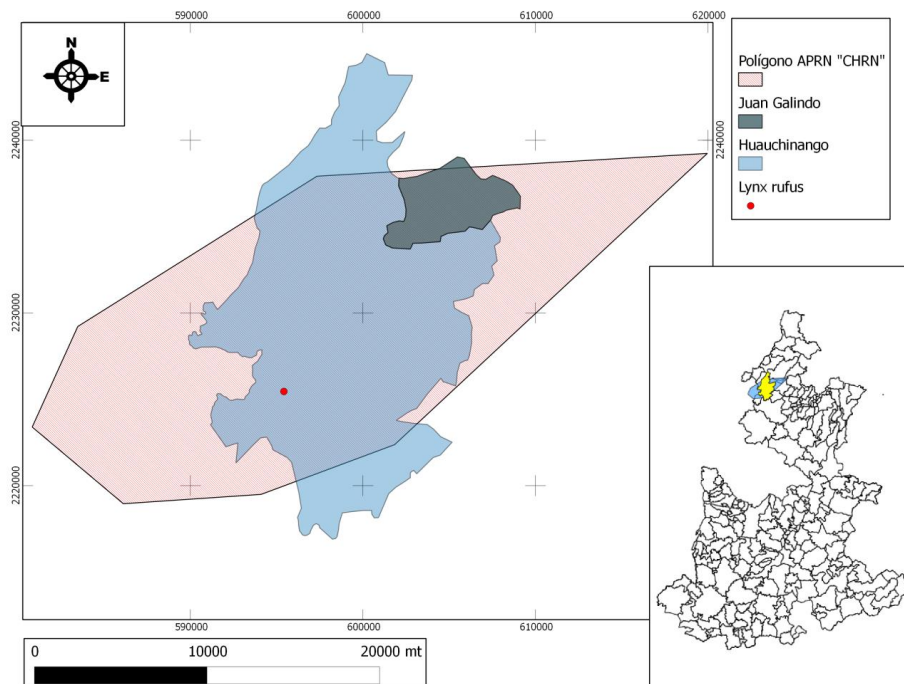 590000 600000 610000 620000
N
E
Polígono APRN "CHRN"
Juan Galindo
Huauchinango
Lynx rufus
2240000 2240000
2230000 2230000
2220000
590000 600000 610000
0 10000 20000 mt